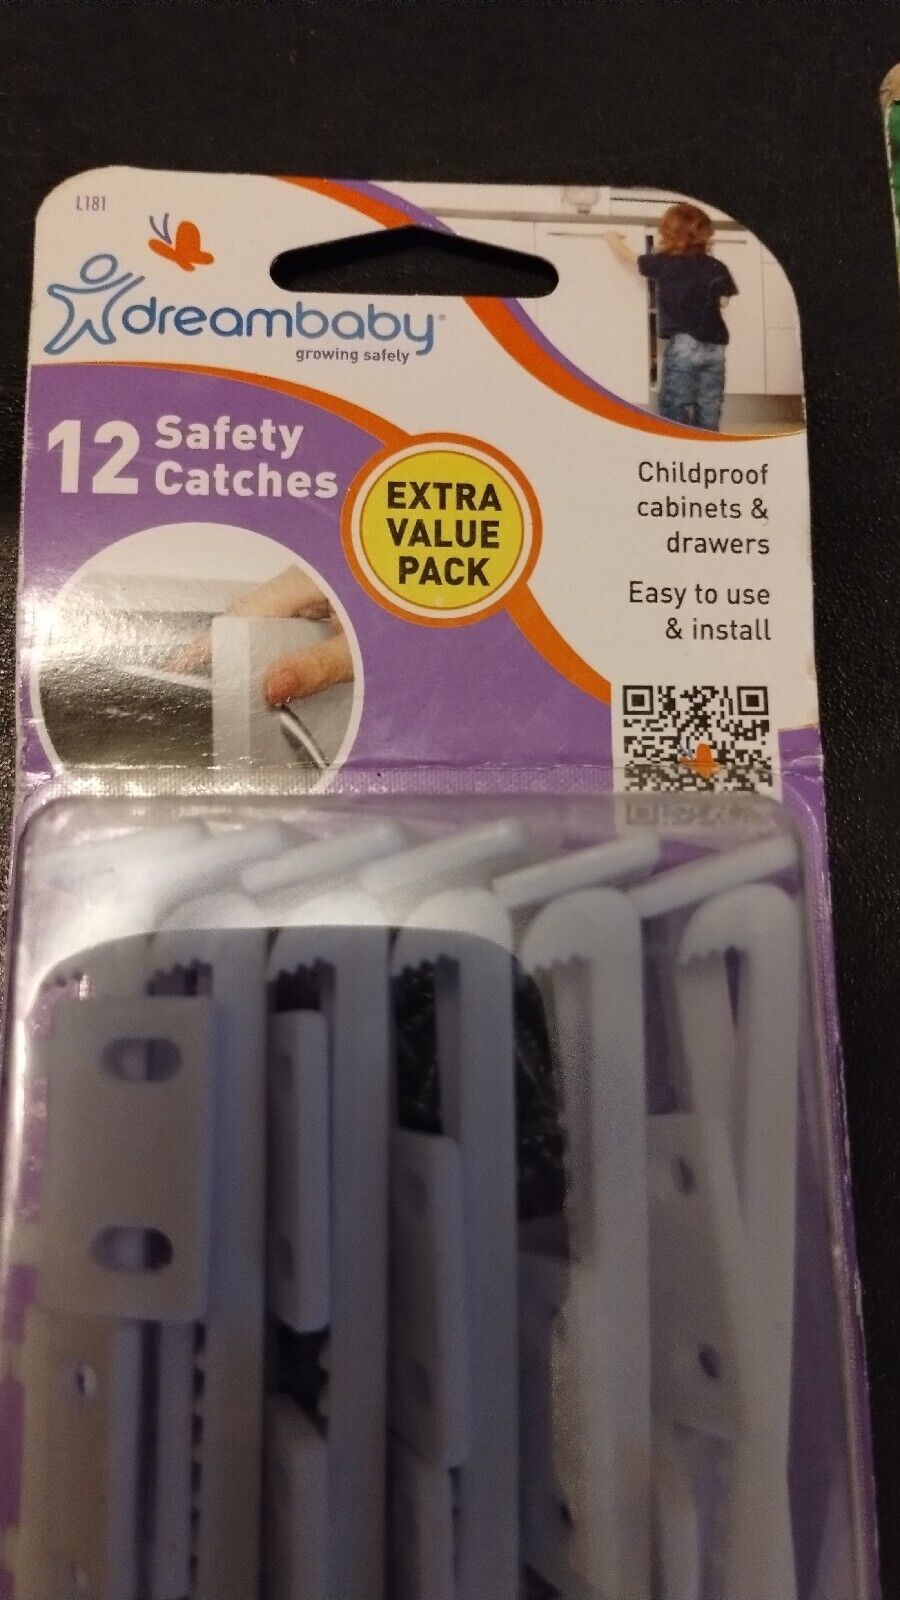 L181
dreambaby®
growing safely
12 Safety
Catches
EXTRA
VALUE
PACK
Childproof
cabinets &
drawers
Easy to use
& install